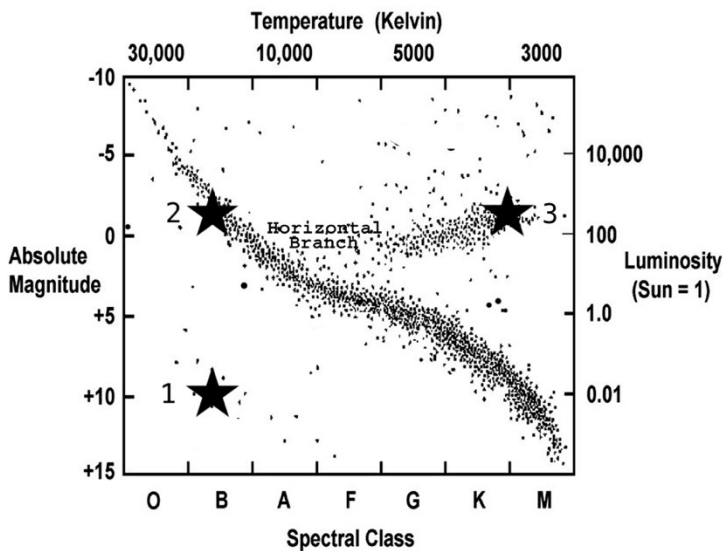 Temperature (Kelvin)
30,000 10,000 5000 3000
-10
-5
0
+5
+10
+15
Absolute
Magnitude
2
1
3
Horizontal
Branch
10,000
100
1.0
0.01
Luminosity
(Sun = 1)
O B A F G K M
Spectral Class